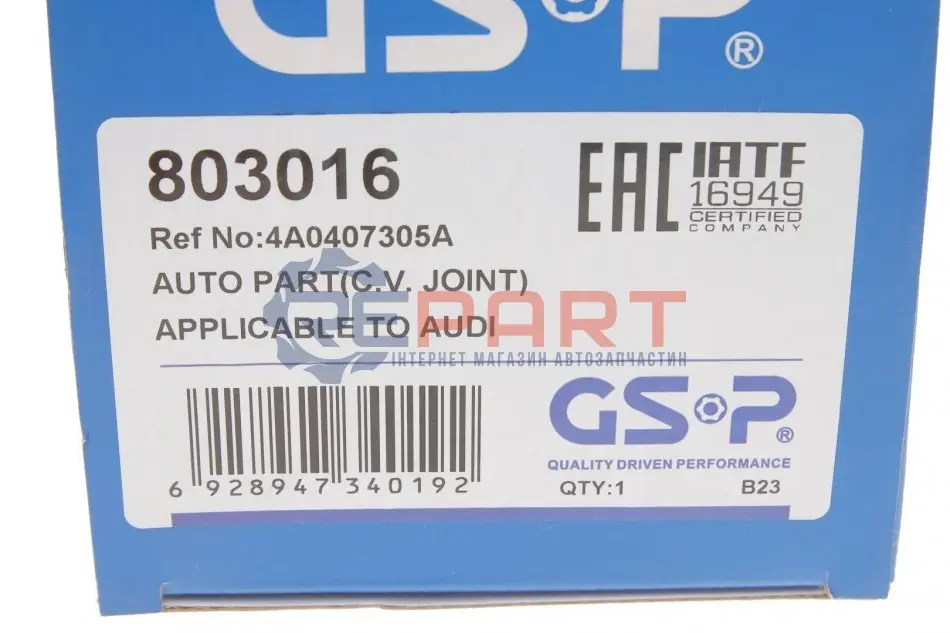 GSP®
803016
EAC IATF
16949
CERTIFIED
COMPANY
Ref No:4A0407305A
AUTO PART(C.V. JOINT)
APPLICABLE TO AUDI
REPART
ІНТЕРНЕТ МАГАЗИН АВТОЗАПЧАСТИН
GSP®
QUALITY DRIVEN PERFORMANCE
6 928947 340192
QTY:1 B23